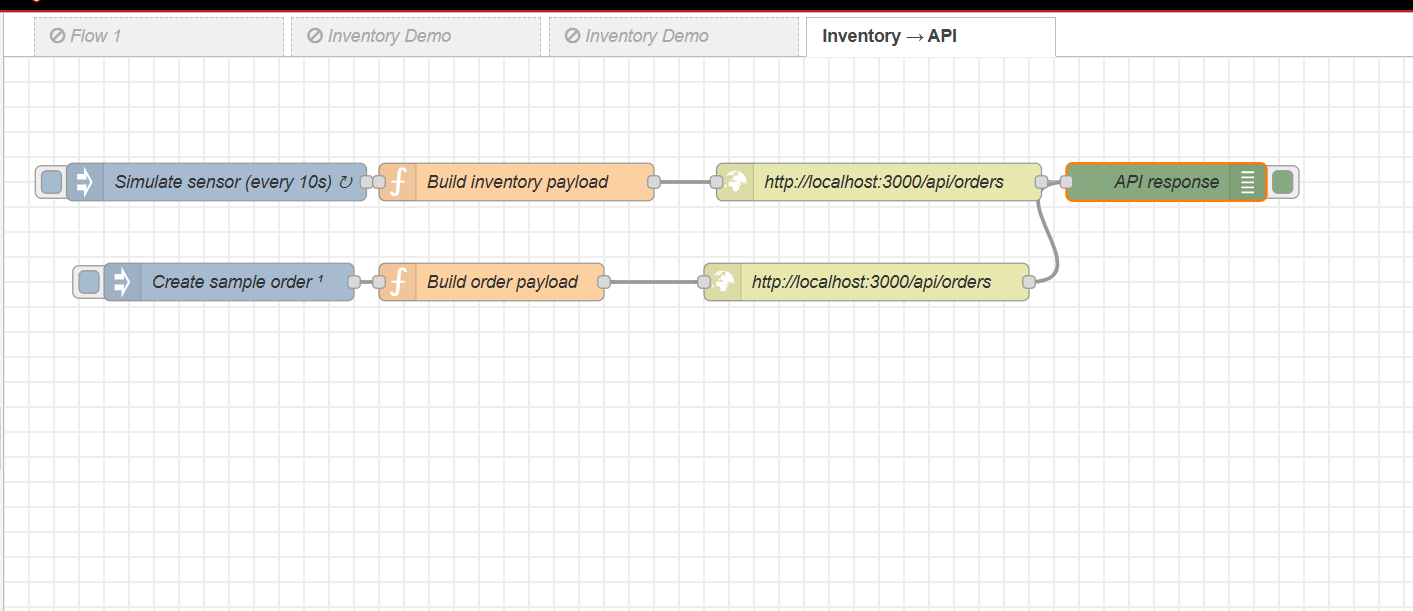 Flow 1
Inventory Demo
Inventory Demo
Inventory → API
Simulate sensor (every 10s) ↻
Build inventory payload
http://localhost:3000/api/orders
API response
Create sample order ¹
Build order payload
http://localhost:3000/api/orders